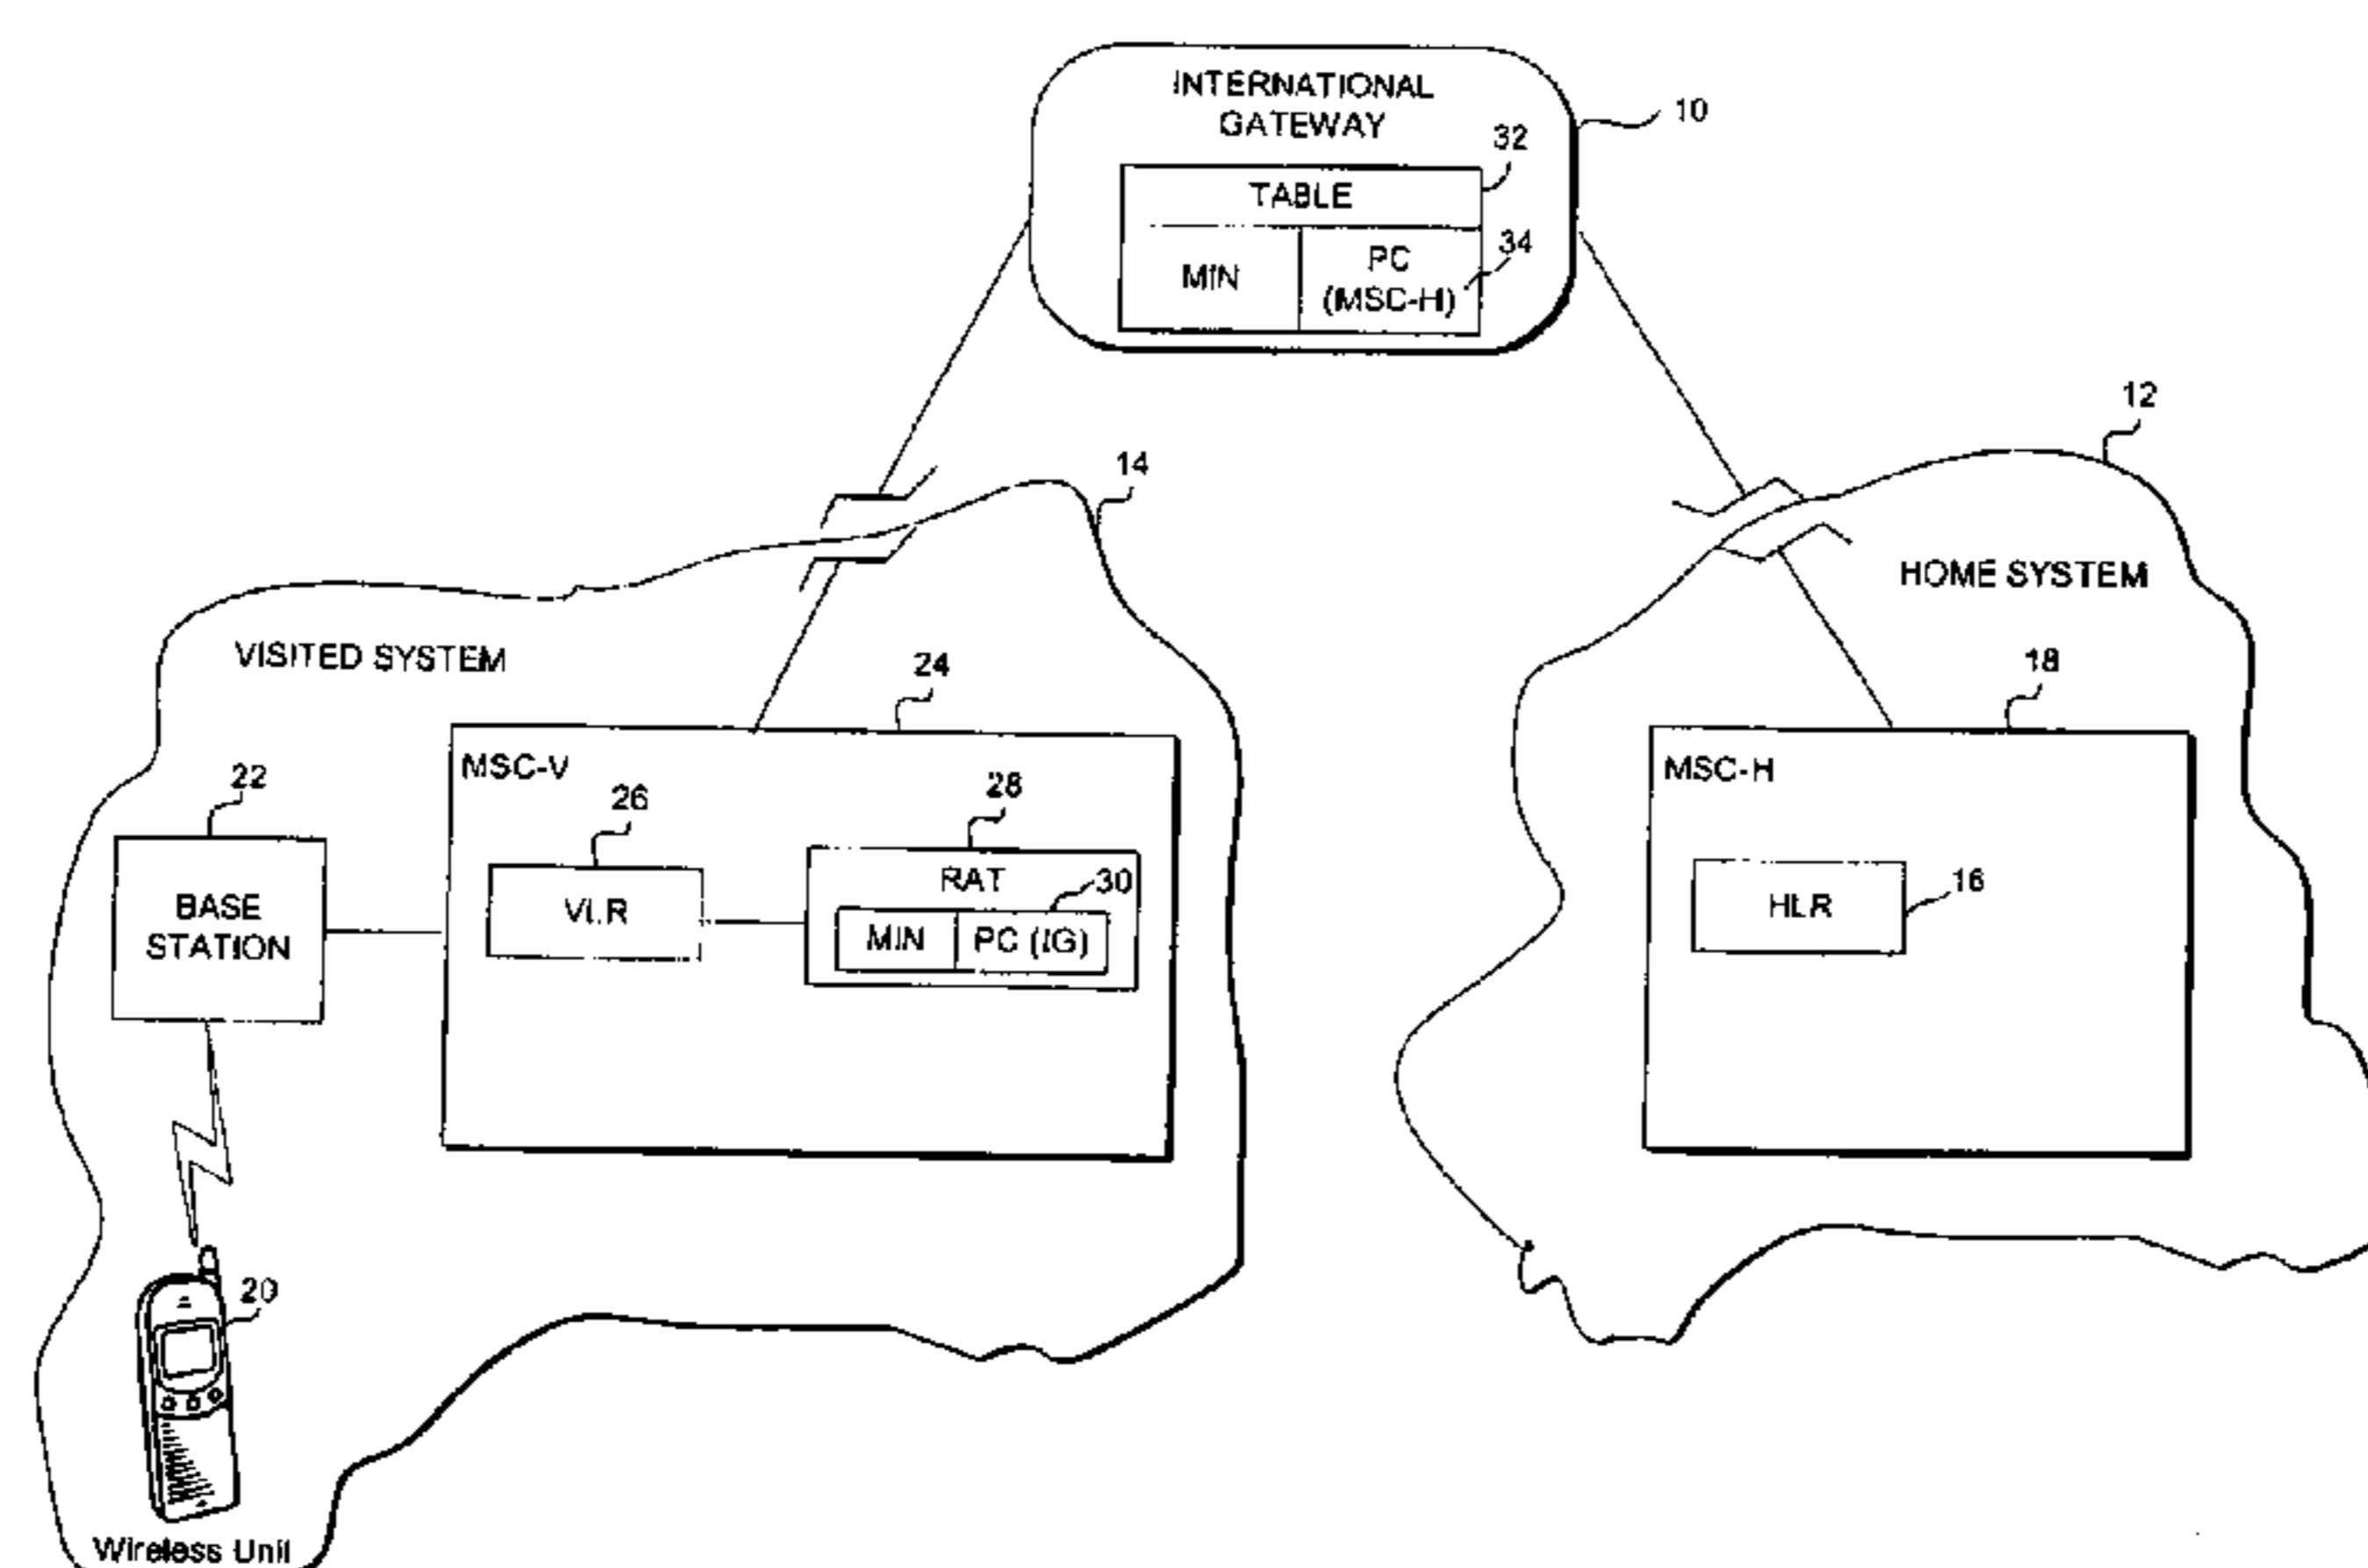 INTERNATIONAL
GATEWAY
10
32
TABLE
34
MIN
PC
(MSC-H)
12
14
HOME SYSTEM
VISITED SYSTEM
24
18
MSC-V
MSC-H
22
26
28
BASE
STATION
VLR
RAT
30
MIN
PC (IG)
HLR
16
20
Wireless Unit